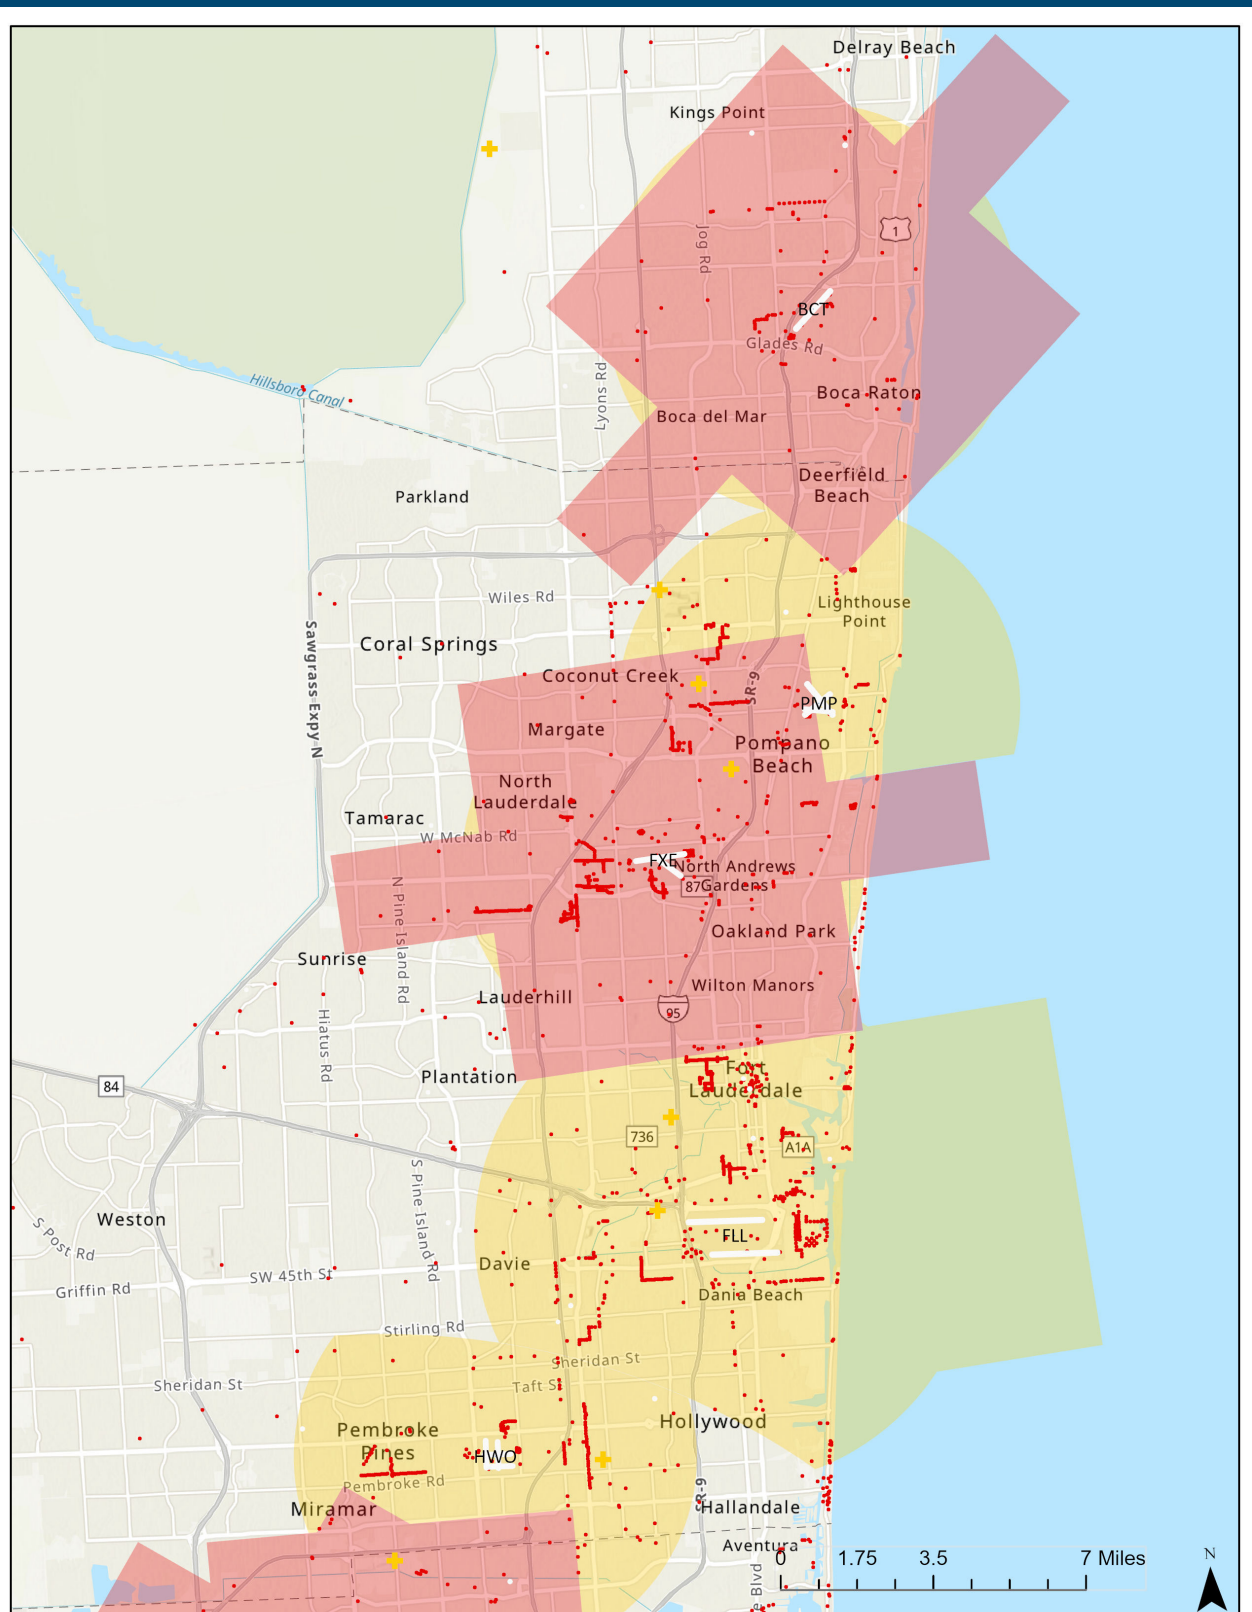 Delray Beach
Kings Point
Jog Rd
1
BCT
Glades Rd
Hillsboro Canal
Lyons Rd
Boca Raton
Boca del Mar
Deerfield
Beach
Parkland
Wiles Rd
Lighthouse
Point
Sawgrass Expy N
Coral Springs
Coconut Creek
SR-9
PMP
Margate
Pompano
Beach
North
Lauderdale
Tamarac
W McNab Rd
FXE
North Andrews
Gardens
87
N Pine Island Rd
Oakland Park
Sunrise
Wilton Manors
Lauderhill
95
Hiatus Rd
Plantation
Fort
Lauderdale
84
736
A1A
S Pine Island Rd
Weston
S Post Rd
FLL
Davie
SW 45th St
Griffin Rd
Dania Beach
Stirling Rd
Sheridan St
Sheridan St
Taft St
Hollywood
Pembroke
Pines
HWO
Pembroke Rd
SR-9
Miramar
Hallandale
Aventura
0 1.75 3.5 7 Miles
N
e Blvd